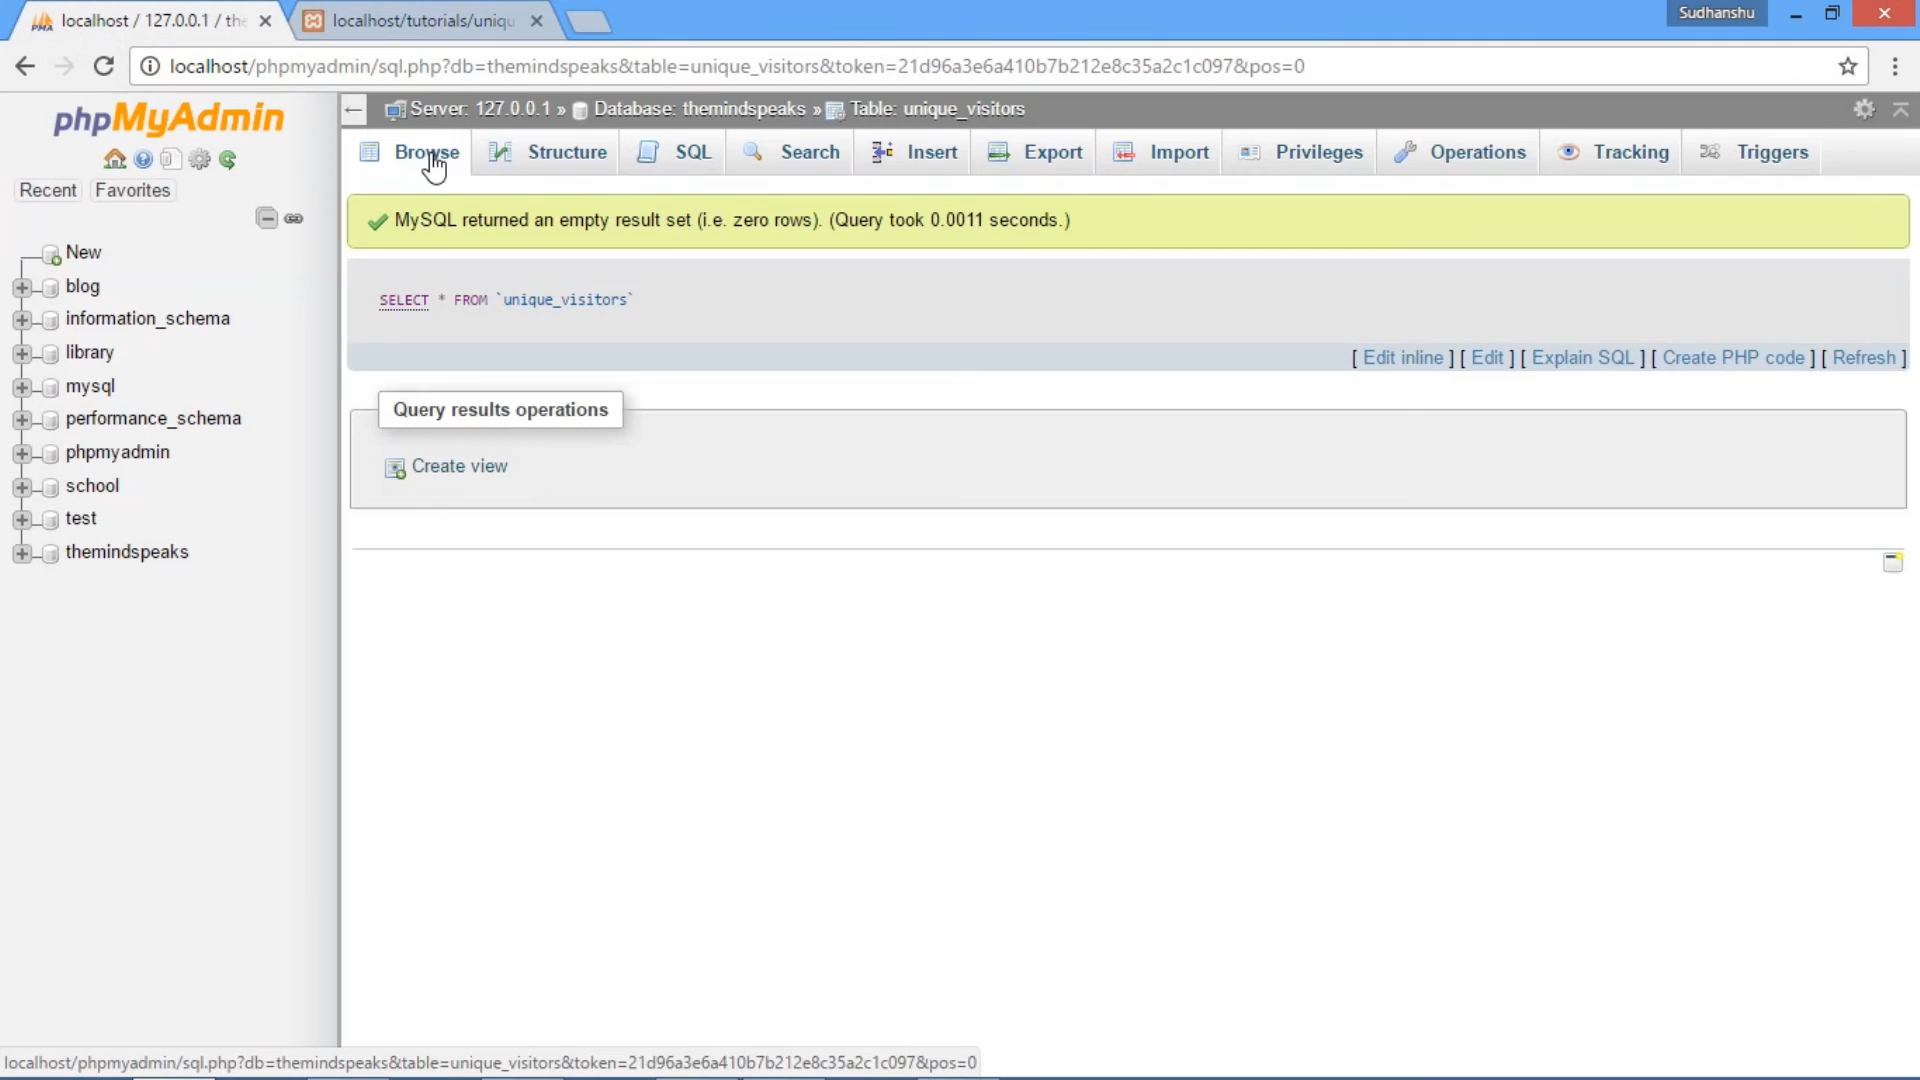 localhost / 127.0.0.1 / the
localhost/tutorials/uniqu
Sudhanshu
localhost/phpmyadmin/sql.php?db=themindspeaks&table=unique_visitors&token=21d96a3e6a410b7b212e8c35a2c1c097&pos=0
phpMyAdmin
Recent Favorites
New
blog
information_schema
library
mysql
performance_schema
phpmyadmin
school
test
themindspeaks
Server: 127.0.0.1 » Database: themindspeaks » Table: unique_visitors
Browse Structure SQL Search Insert Export Import Privileges Operations Tracking Triggers
MySQL returned an empty result set (i.e. zero rows). (Query took 0.0011 seconds.)
SELECT * FROM `unique_visitors`
[ Edit inline ] [ Edit ] [ Explain SQL ] [ Create PHP code ] [ Refresh ]
Query results operations
Create view
localhost/phpmyadmin/sql.php?db=themindspeaks&table=unique_visitors&token=21d96a3e6a410b7b212e8c35a2c1c097&pos=0